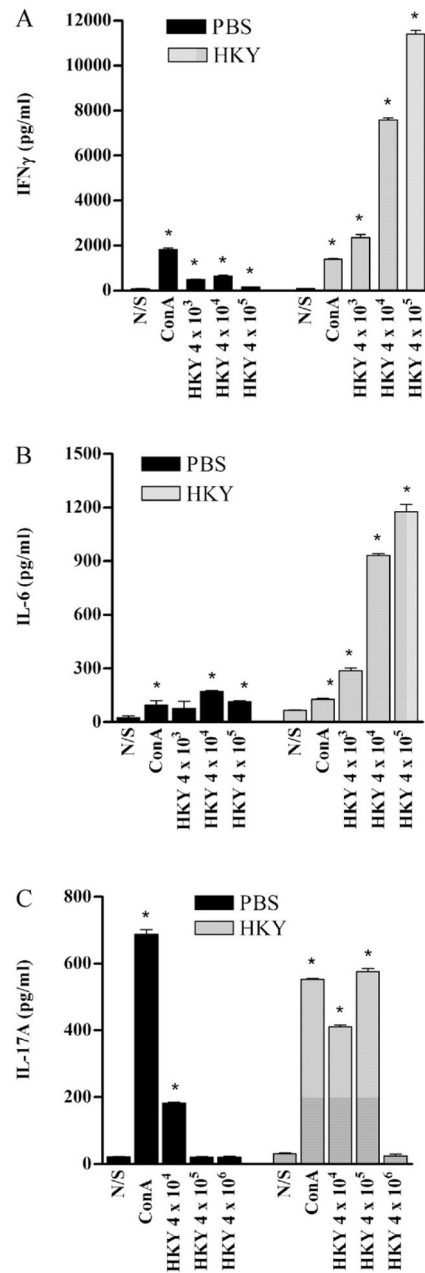 A
PBS
HKY
IFNγ (pg/ml)
12000
10000
8000
6000
4000
2000
0
* * * * * * * *
N/S ConA HKY 4 x 10³ HKY 4 x 10⁴ HKY 4 x 10⁵ N/S ConA HKY 4 x 10³ HKY 4 x 10⁴ HKY 4 x 10⁵
B
PBS
HKY
IL-6 (pg/ml)
1500
1200
900
600
300
0
* * * * * * *
N/S ConA HKY 4 x 10³ HKY 4 x 10⁴ HKY 4 x 10⁵ N/S ConA HKY 4 x 10³ HKY 4 x 10⁴ HKY 4 x 10⁵
C
PBS
HKY
IL-17A (pg/ml)
800
600
400
200
0
* * * * *
N/S ConA HKY 4 x 10⁴ HKY 4 x 10⁵ HKY 4 x 10⁶ N/S ConA HKY 4 x 10⁴ HKY 4 x 10⁵ HKY 4 x 10⁶